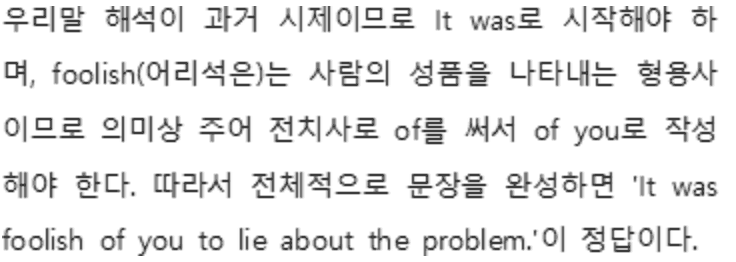 우리말 해석이 과거 시제이므로 It was로 시작해야 하
며, foolish(어리석은)는 사람의 성품을 나타내는 형용사
이므로 의미상 주어 전치사로 of를 써서 of you로 작성
해야 한다. 따라서 전체적으로 문장을 완성하면 'It was
foolish of you to lie about the problem.'이 정답이다.